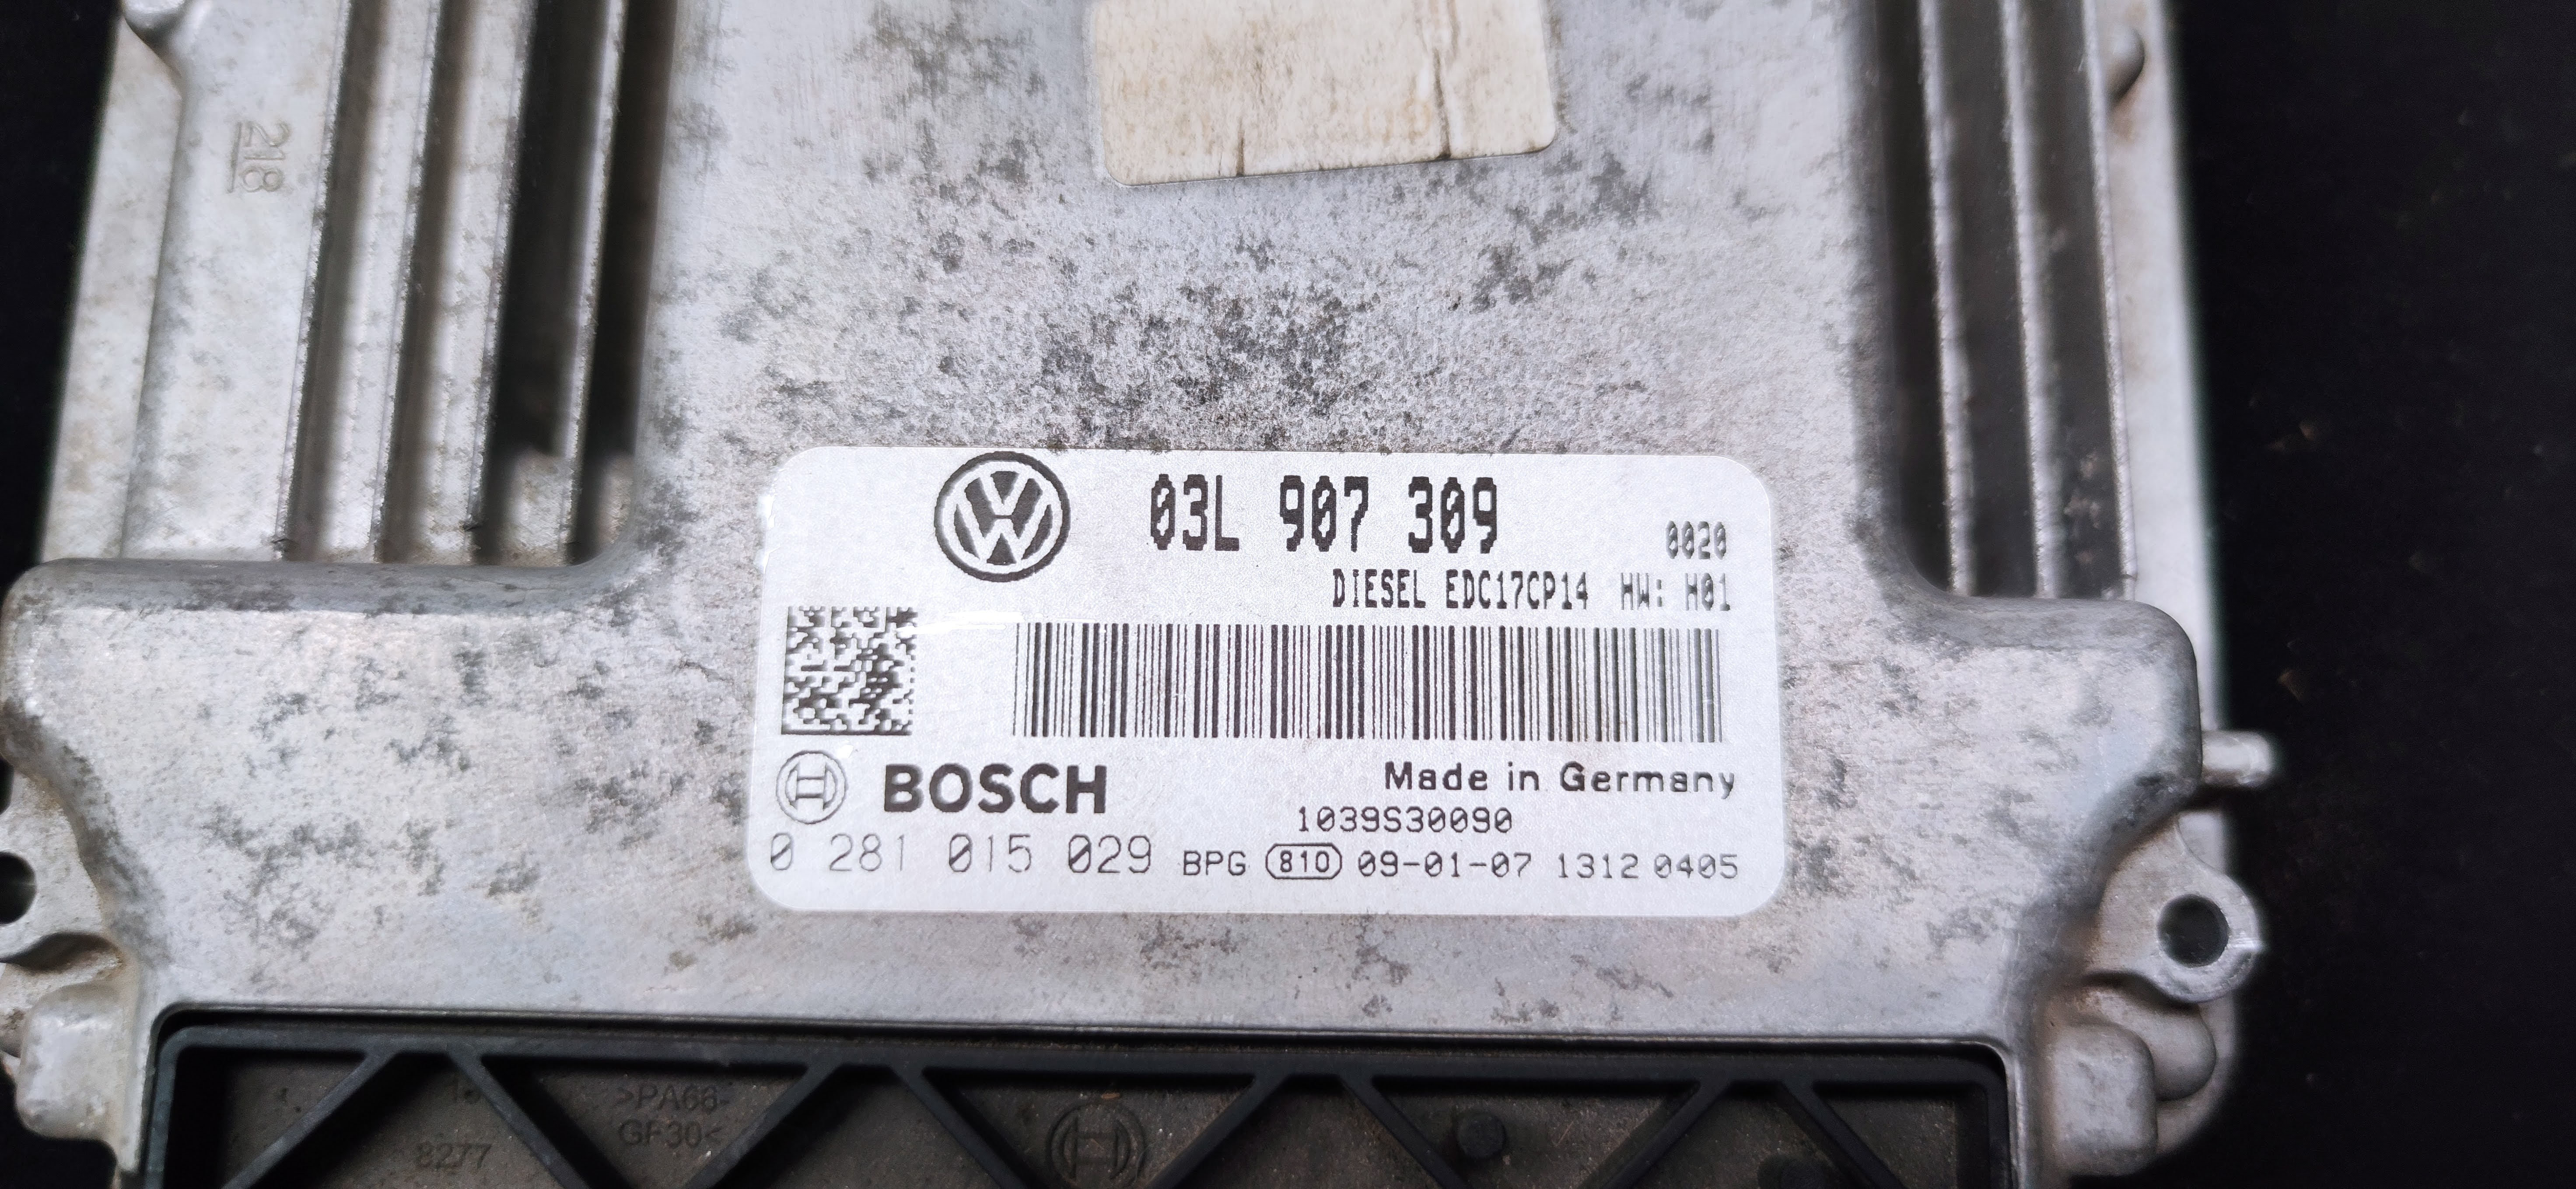 218
03L 907 309
0020
DIESEL EDC17CP14 HW: H01
BOSCH
Made in Germany
1039S30090
0 281 015 029 BPG 810 09-01-07 1312 0405
>PA66-
GF30<
8277